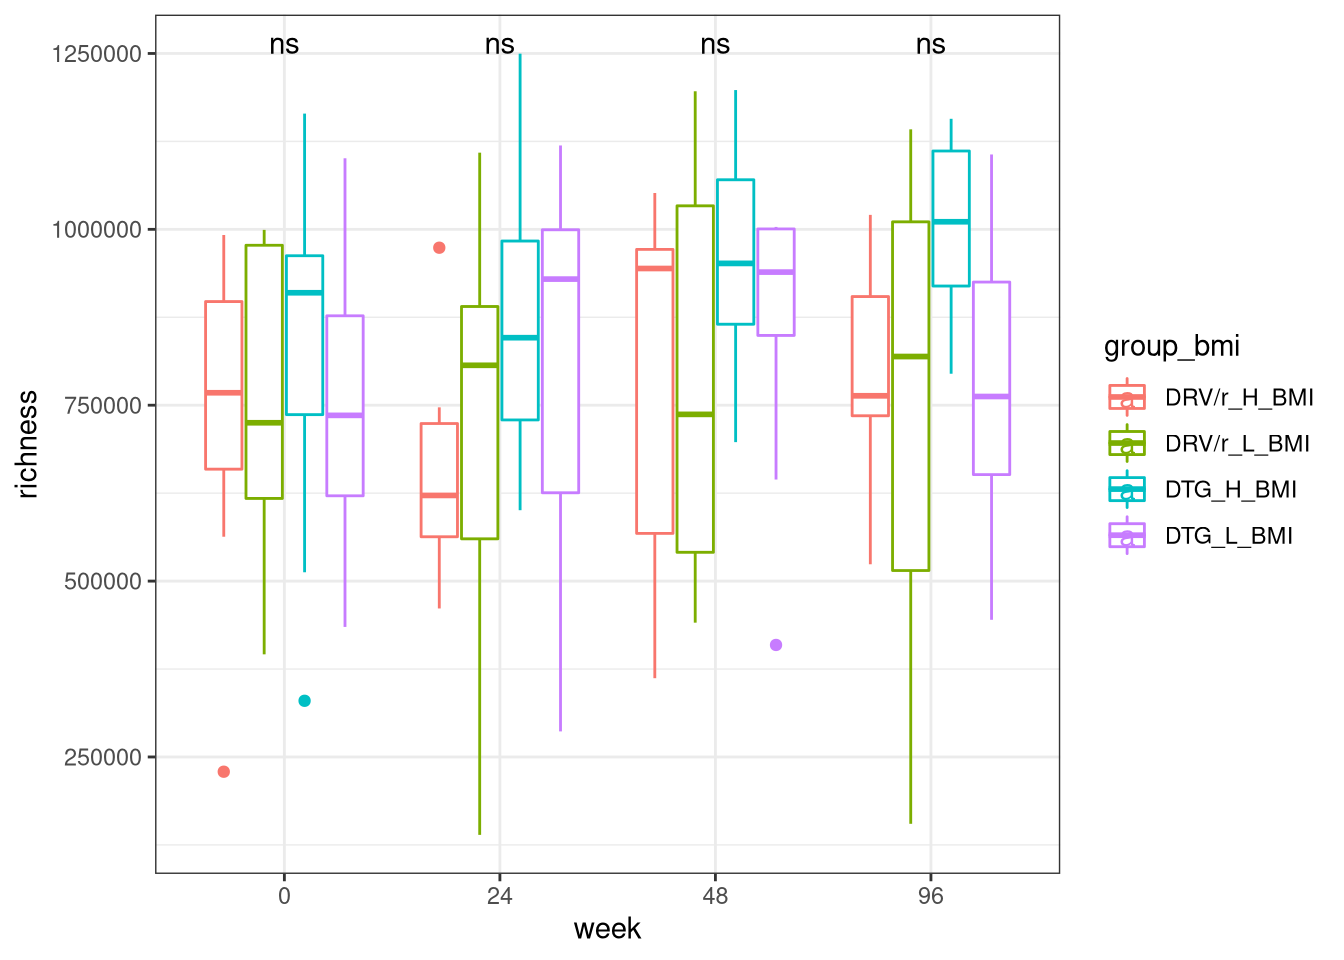 ns ns ns ns
1250000
1000000
750000
500000
250000
richness
0 24 48 96
week
group_bmi
a DRV/r_H_BMI
a DRV/r_L_BMI
a DTG_H_BMI
a DTG_L_BMI